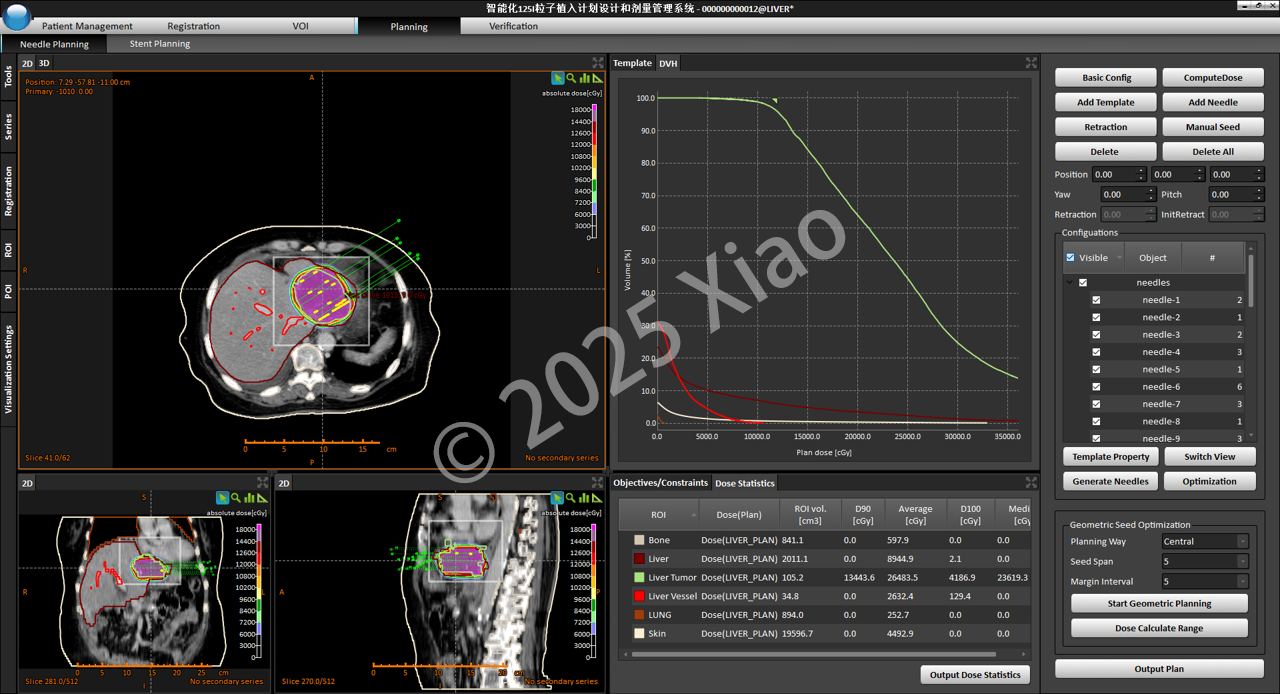 智能化125I粒子植入计划设计和剂量管理系统 - 000000000012@LIVER*
Patient Management Registration VOI Planning Verification
Needle Planning Stent Planning
Tools
Series
Registration
ROI
POI
Visualization Settings
2D 3D
Position: 7.29 -57.81 -11.00 cm
Primary: -1010 0.00
A
absolute dose[cGy]
18000
14400
12600
10800
10200
9600
8400
7200
6000
3000
0
R
L
0 5 10 15 cm
P
Slice 41.0/62
No secondary series
2D
S
absolute dose[cGy]
18000
14400
12600
10800
10200
9600
8400
7200
6000
3000
0
R
L
0 5 10 15 20 25 cm
I
Slice 281.0/512
No secondary series
2D
S
absolute dose[cGy]
18000
14400
12600
10800
10200
9600
8400
7200
6000
3000
0
A
0 5 10 15 20 cm
I
Slice 270.0/512
No secondary series
Template DVH
Volume [%]
100.0
90.0
80.0
70.0
60.0
50.0
40.0
30.0
20.0
10.0
0.0
0.0 5000.0 10000.0 15000.0 20000.0 25000.0 30000.0 35000.0
Plan dose [cGy]
© 2025 Xiao
Objectives/Constraints Dose Statistics
ROI Dose(Plan) ROI vol. [cm3] D90 [cGy] Average [cGy] D100 [cGy] Medi [cGy
Bone Dose(LIVER_PLAN) 841.1 0.0 597.9 0.0 0.0
Liver Dose(LIVER_PLAN) 2011.1 0.0 8944.9 2.1 0.0
Liver Tumor Dose(LIVER_PLAN) 105.2 13443.6 26483.5 4186.9 23619.3
Liver Vessel Dose(LIVER_PLAN) 34.8 0.0 2632.4 129.4 0.0
LUNG Dose(LIVER_PLAN) 894.0 0.0 252.7 0.0 0.0
Skin Dose(LIVER_PLAN) 19596.7 0.0 4492.9 0.0 0.0
Output Dose Statistics
Basic Config ComputeDose
Add Template Add Needle
Retraction Manual Seed
Delete Delete All
Position 0.00 0.00 0.00
Yaw 0.00 Pitch 0.00
Retraction 0.00 InitRetract 0.00
Configuations
Visible Object #
needles
needle-1 2
needle-2 1
needle-3 2
needle-4 3
needle-5 1
needle-6 6
needle-7 3
needle-8 1
needle-9 3
Template Property Switch View
Generate Needles Optimization
Geometric Seed Optimization
Planning Way Central
Seed Span 5
Margin Interval 5
Start Geometric Planning
Dose Calculate Range
Output Plan